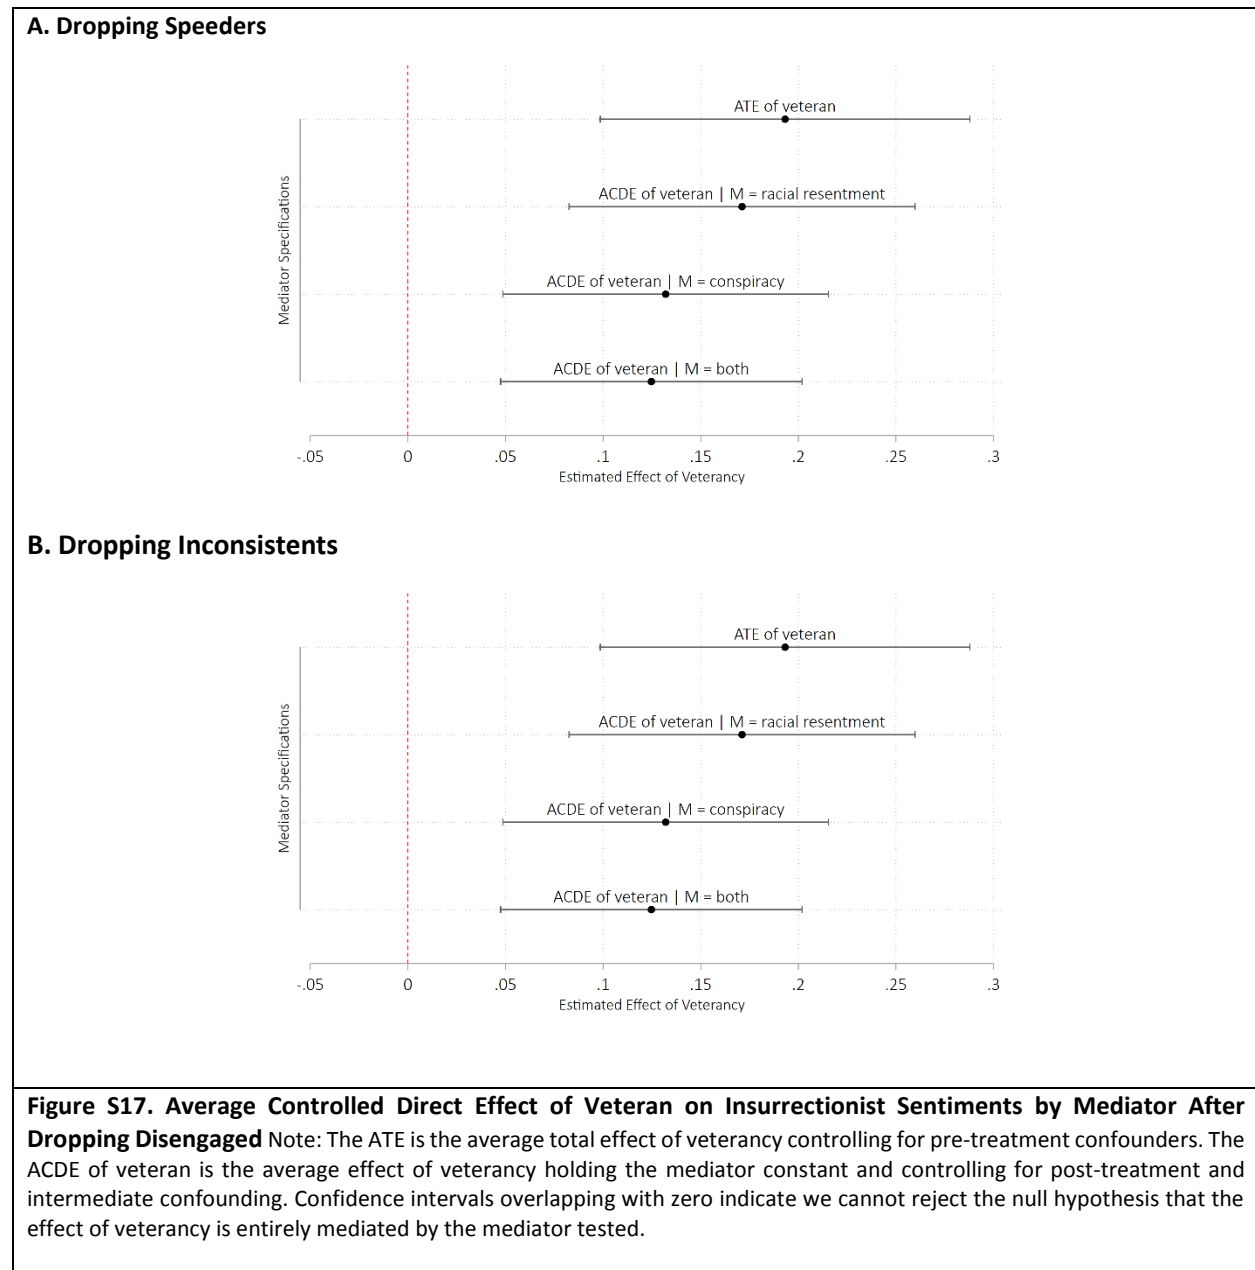 A. Dropping Speeders
ATE of veteran
ACDE of veteran | M = racial resentment
ACDE of veteran | M = conspiracy
ACDE of veteran | M = both
Mediator Specifications
-.05 0 .05 .1 .15 .2 .25 .3
Estimated Effect of Veterancy
B. Dropping Inconsistents
ATE of veteran
ACDE of veteran | M = racial resentment
ACDE of veteran | M = conspiracy
ACDE of veteran | M = both
Mediator Specifications
-.05 0 .05 .1 .15 .2 .25 .3
Estimated Effect of Veterancy
Figure S17. Average Controlled Direct Effect of Veteran on Insurrectionist Sentiments by Mediator After
Dropping Disengaged Note: The ATE is the average total effect of veterancy controlling for pre-treatment confounders. The
ACDE of veteran is the average effect of veterancy holding the mediator constant and controlling for post-treatment and
intermediate confounding. Confidence intervals overlapping with zero indicate we cannot reject the null hypothesis that the
effect of veterancy is entirely mediated by the mediator tested.